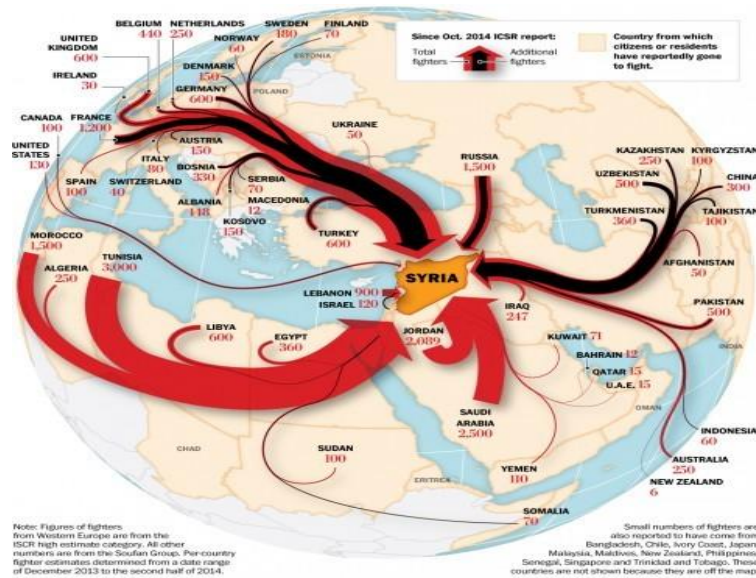 Since Oct. 2014 ICSR report:
Total
fighters
Additional
fighters
Country from which
citizens or residents
have reportedly gone
to fight.
BELGIUM
440
NETHERLANDS
250
SWEDEN
180
FINLAND
70
NORWAY
60
UNITED
KINGDOM
600
ESTONIA
DENMARK
150
POLAND
IRELAND
30
GERMANY
600
CANADA
100
FRANCE
1,200
UKRAINE
50
UNITED
STATES
130
AUSTRIA
150
ITALY
80
BOSNIA
330
SERBIA
70
RUSSIA
1,500
KAZAKHSTAN
250
KYRGYZSTAN
100
UZBEKISTAN
500
CHINA
300
SPAIN
100
SWITZERLAND
40
ALBANIA
148
MACEDONIA
12
KOSOVO
150
TURKEY
600
TURKMENISTAN
360
TAJIKISTAN
100
AFGHANISTAN
50
MOROCCO
1,500
ALGERIA
250
TUNISIA
3,000
SYRIA
LEBANON 900
ISRAEL 120
IRAQ
247
PAKISTAN
500
LIBYA
600
EGYPT
360
JORDAN
2,089
KUWAIT 71
BAHRAIN 12
QATAR 15
U.A.E. 15
INDIA
OMAN
SAUDI
ARABIA
2,500
INDONESIA
60
CHAD
SUDAN
100
ERITREA
YEMEN
110
AUSTRALIA
250
NEW ZEALAND
6
SOMALIA
70
Note: Figures of fighters
from Western Europe are from the
ISCR high estimate category. All other
numbers are from the Soufan Group. Per-country
fighter estimates determined from a date range
of December 2013 to the second half of 2014.
Small numbers of fighters are
also reported to have come from
Bangladesh, Chile, Ivory Coast, Japan,
Malaysia, Maldives, New Zealand, Philippines,
Senegal, Singapore and Trinidad and Tobago. These
countries are not shown because they are off the map.